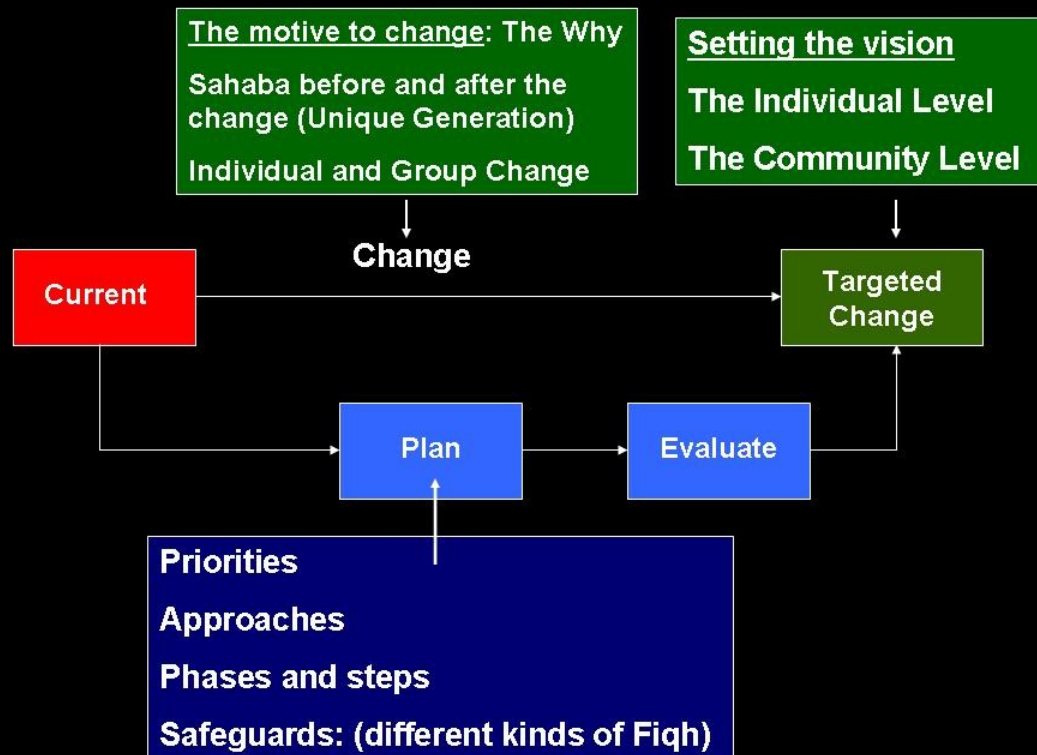 The motive to change: The Why
Sahaba before and after the
change (Unique Generation)
Individual and Group Change
Setting the vision
The Individual Level
The Community Level
Change
Current
Targeted
Change
Plan
Evaluate
Priorities
Approaches
Phases and steps
Safeguards: (different kinds of Fiqh)